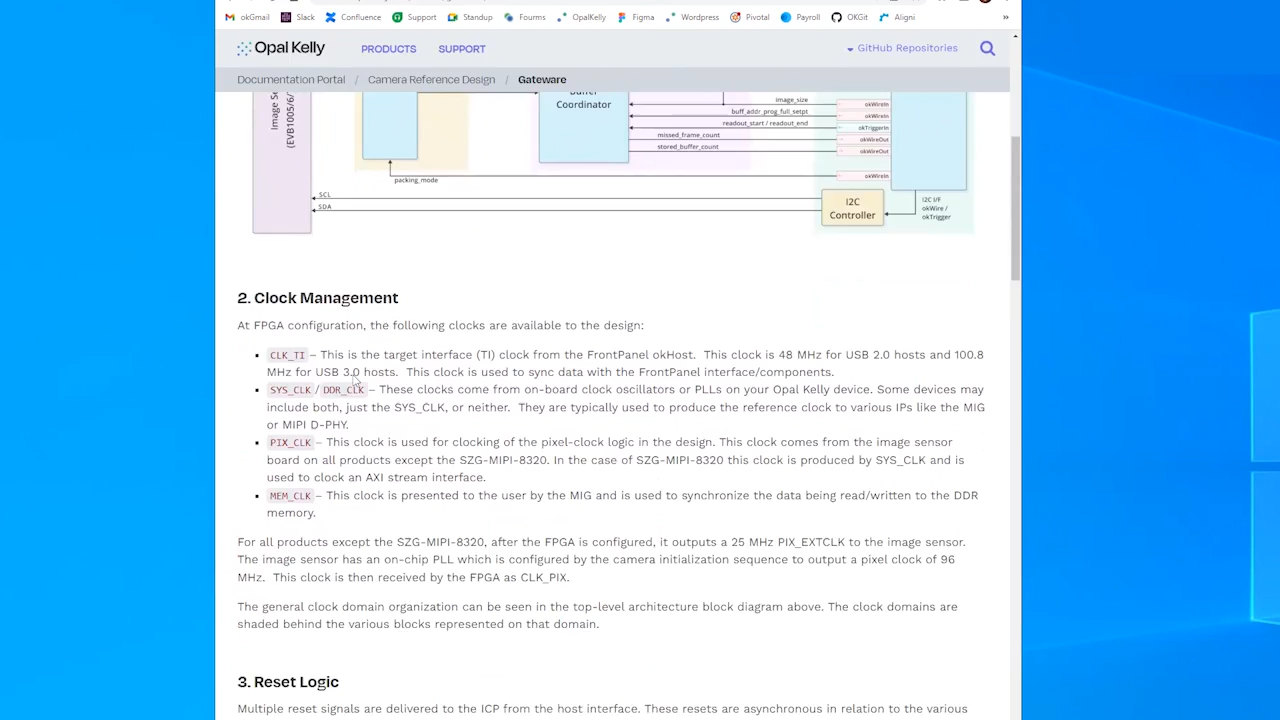 okGmail Slack Confluence Support Standup Fourms OpalKelly Figma Wordpress Pivotal Payroll OKGit Aligni »
Opal Kelly PRODUCTS SUPPORT GitHub Repositories
Documentation Portal / Camera Reference Design / Gateware
Image Se
(EVB1005/6/
Coordinator
image_size
okWireIn
buff_addr_prog_full_setpt
okWireIn
readout_start / readout_end
okTriggerIn
missed_frame_count
okWireOut
stored_buffer_count
okWireOut
packing_mode
okWireIn
SCL
SDA
I2C
Controller
I2C I/F
okWire /
okTrigger
2. Clock Management
At FPGA configuration, the following clocks are available to the design:
▪ CLK_TI – This is the target interface (TI) clock from the FrontPanel okHost. This clock is 48 MHz for USB 2.0 hosts and 100.8
MHz for USB 3.0 hosts. This clock is used to sync data with the FrontPanel interface/components.
▪ SYS_CLK / DDR_CLK – These clocks come from on-board clock oscillators or PLLs on your Opal Kelly device. Some devices may
include both, just the SYS_CLK, or neither. They are typically used to produce the reference clock to various IPs like the MIG
or MIPI D-PHY.
▪ PIX_CLK – This clock is used for clocking of the pixel-clock logic in the design. This clock comes from the image sensor
board on all products except the SZG-MIPI-8320. In the case of SZG-MIPI-8320 this clock is produced by SYS_CLK and is
used to clock an AXI stream interface.
▪ MEM_CLK – This clock is presented to the user by the MIG and is used to synchronize the data being read/written to the DDR
memory.
For all products except the SZG-MIPI-8320, after the FPGA is configured, it outputs a 25 MHz PIX_EXTCLK to the image sensor.
The image sensor has an on-chip PLL which is configured by the camera initialization sequence to output a pixel clock of 96
MHz. This clock is then received by the FPGA as CLK_PIX.
The general clock domain organization can be seen in the top-level architecture block diagram above. The clock domains are
shaded behind the various blocks represented on that domain.
3. Reset Logic
Multiple reset signals are delivered to the ICP from the host interface. These resets are asynchronous in relation to the various